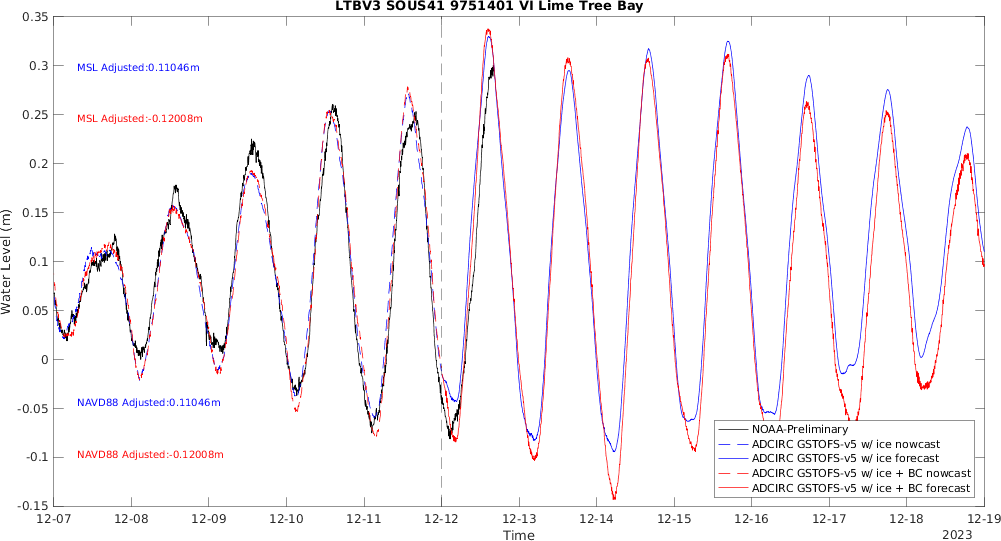 LTBV3 SOUS41 9751401 VI Lime Tree Bay
0.35
0.3
0.25
0.2
0.15
0.1
0.05
0
-0.05
-0.1
-0.15
Water Level (m)
MSL Adjusted:0.11046m
MSL Adjusted:-0.12008m
NAVD88 Adjusted:0.11046m
NAVD88 Adjusted:-0.12008m
NOAA-Preliminary
ADCIRC GSTOFS-v5 w/ ice nowcast
ADCIRC GSTOFS-v5 w/ ice forecast
ADCIRC GSTOFS-v5 w/ ice + BC nowcast
ADCIRC GSTOFS-v5 w/ ice + BC forecast
12-07 12-08 12-09 12-10 12-11 12-12 12-13 12-14 12-15 12-16 12-17 12-18 12-19
Time
2023